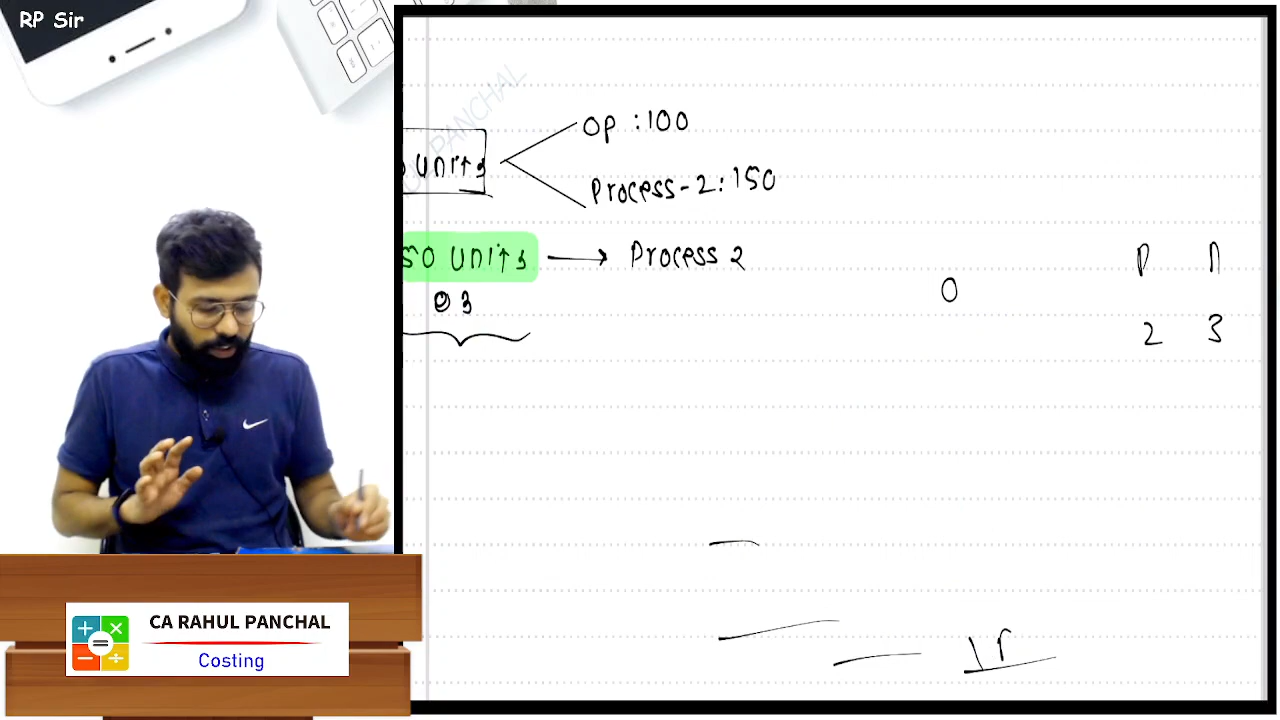 RP Sir
PANCHAL
Op : 100
units
Process-2 : 150
50 units → Process 2
P n
@ 3
0
2 3
CA RAHUL PANCHAL
Costing